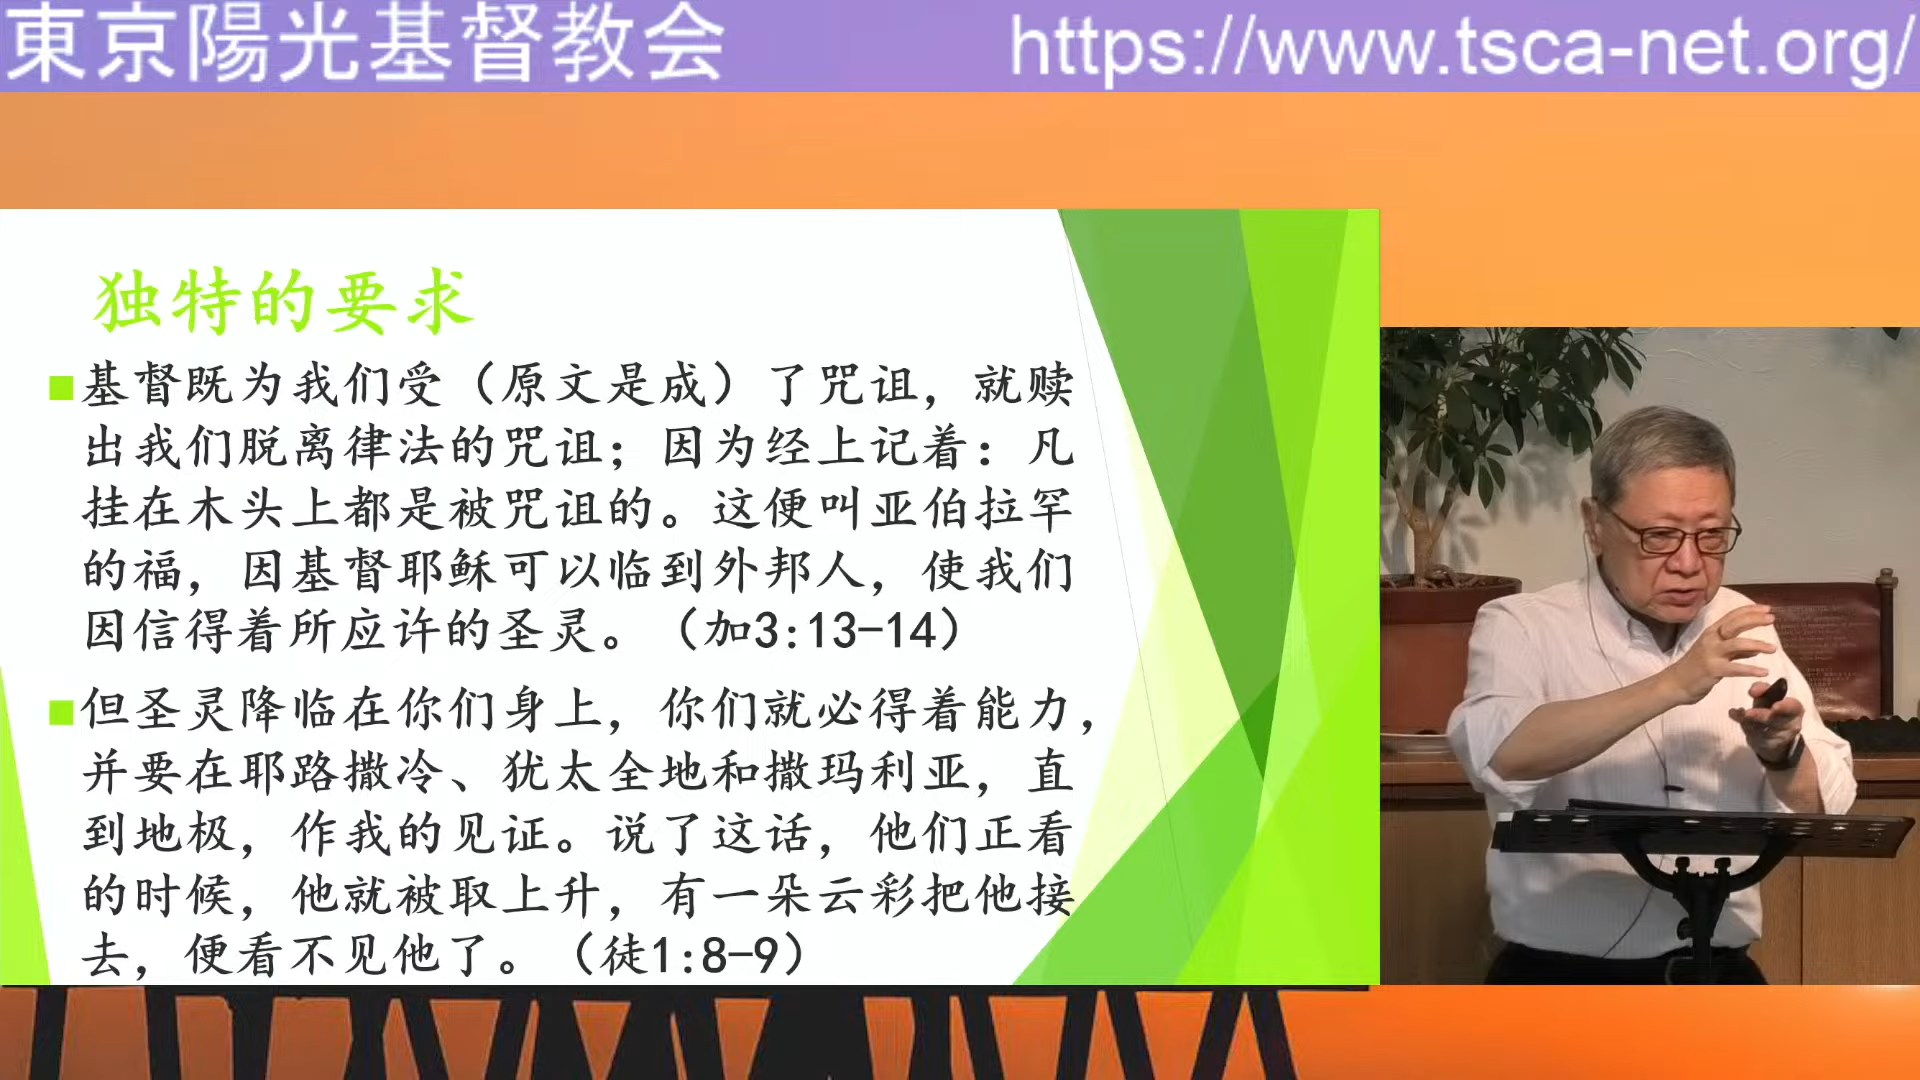 東京陽光基督教会
https://www.tsca-net.org/
独特的要求
基督既为我们受（原文是成）了咒诅，就赎
出我们脱离律法的咒诅；因为经上记着：凡
挂在木头上都是被咒诅的。这便叫亚伯拉罕
的福，因基督耶稣可以临到外邦人，使我们
因信得着所应许的圣灵。（加3:13-14）
但圣灵降临在你们身上，你们就必得着能力，
并要在耶路撒冷、犹太全地和撒玛利亚，直
到地极，作我的见证。说了这话，他们正看
的时候，他就被取上升，有一朵云彩把他接
去，便看不见他了。（徒1:8-9）